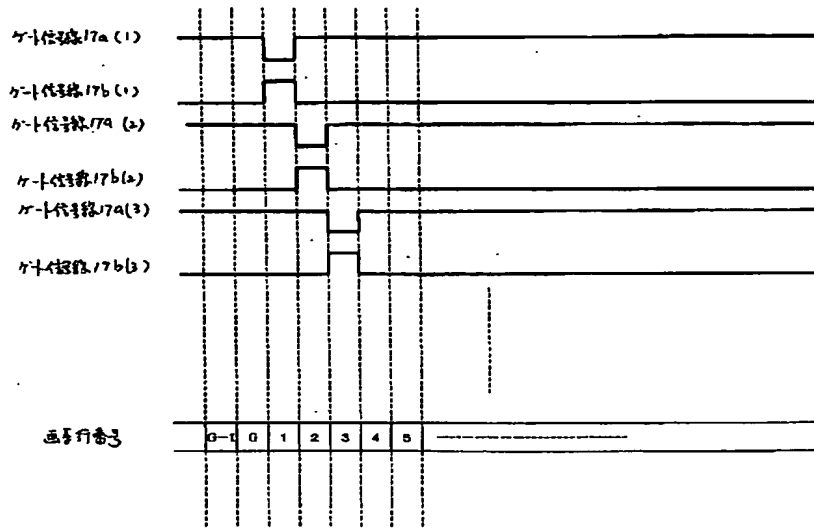 ゲート信号線17a (1)
ゲート信号線17b (1)
ゲート信号線17a (2)
ゲート信号線17b(2)
ゲート信号線17a(3)
ゲート信号線17b(3)
画素行番号 G-1 G 1 2 3 4 5